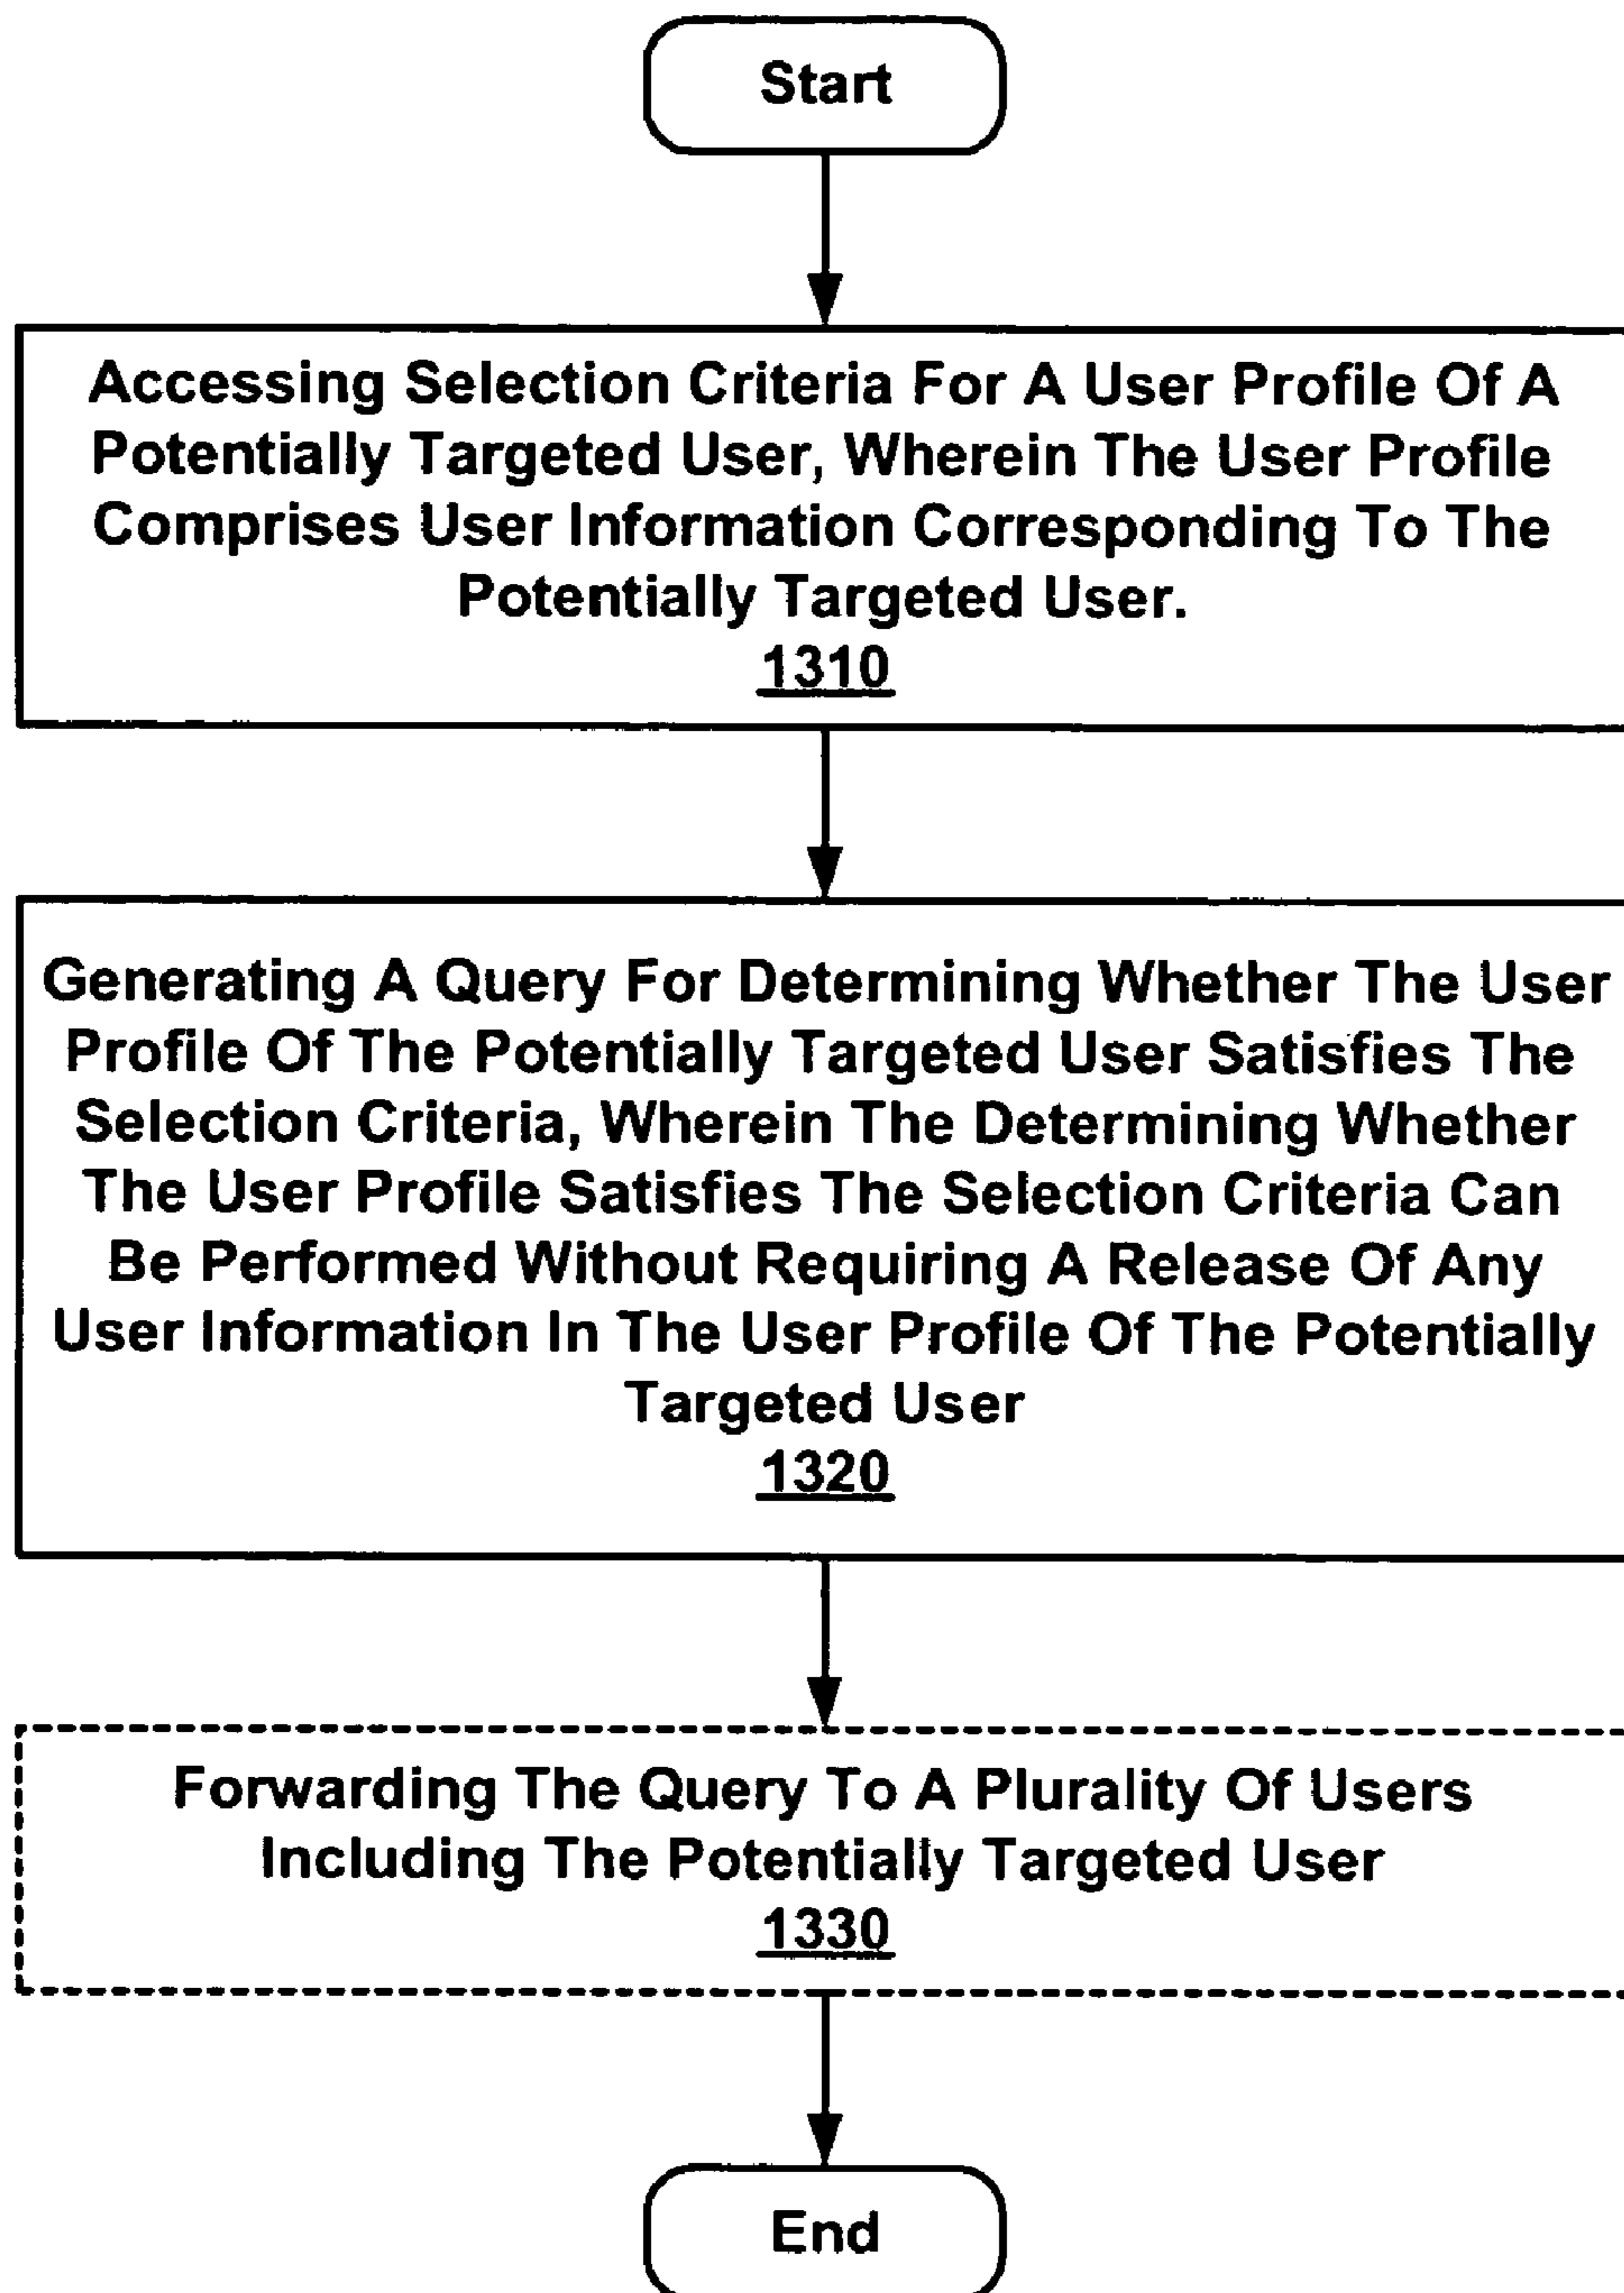 Start
Accessing Selection Criteria For A User Profile Of A
Potentially Targeted User, Wherein The User Profile
Comprises User Information Corresponding To The
Potentially Targeted User.
1310
Generating A Query For Determining Whether The User
Profile Of The Potentially Targeted User Satisfies The
Selection Criteria, Wherein The Determining Whether
The User Profile Satisfies The Selection Criteria Can
Be Performed Without Requiring A Release Of Any
User Information In The User Profile Of The Potentially
Targeted User
1320
Forwarding The Query To A Plurality Of Users
Including The Potentially Targeted User
1330
End